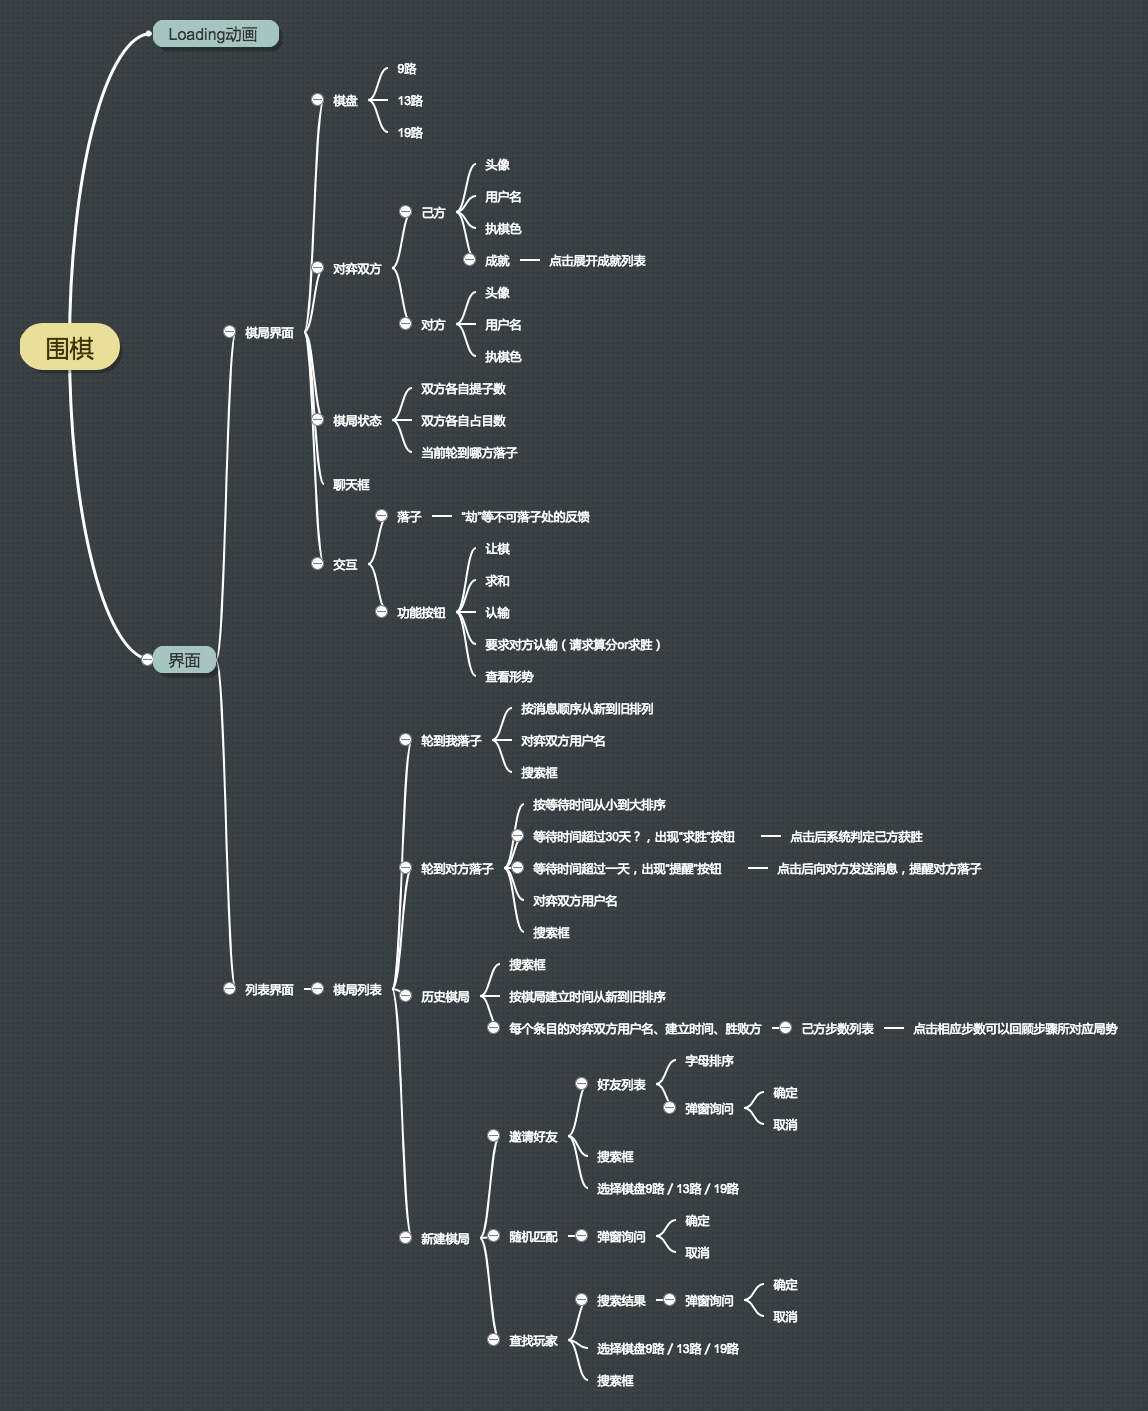 Loading动画
9路
棋盘
13路
19路
头像
用户名
己方
执棋色
成就
点击展开成就列表
对弈双方
头像
对方
用户名
执棋色
棋局界面
围棋
双方各自提子数
棋局状态
双方各自占目数
当前轮到哪方落子
聊天框
落子
“劫”等不可落子处的反馈
交互
让棋
求和
功能按钮
认输
要求对方认输（请求算分or求胜）
查看形势
界面
按消息顺序从新到旧排列
轮到我落子
对弈双方用户名
搜索框
按等待时间从小到大排序
等待时间超过30天？，出现“求胜”按钮
点击后系统判定己方获胜
轮到对方落子
等待时间超过一天，出现“提醒”按钮
点击后向对方发送消息，提醒对方落子
对弈双方用户名
搜索框
列表界面
棋局列表
搜索框
历史棋局
按棋局建立时间从新到旧排序
每个条目的对弈双方用户名、建立时间、胜败方
己方步数列表
点击相应步数可以回顾步骤所对应局势
字母排序
好友列表
弹窗询问
确定
取消
邀请好友
搜索框
选择棋盘9路 / 13路 / 19路
新建棋局
随机匹配
弹窗询问
确定
取消
搜索结果
弹窗询问
确定
取消
查找玩家
选择棋盘9路 / 13路 / 19路
搜索框